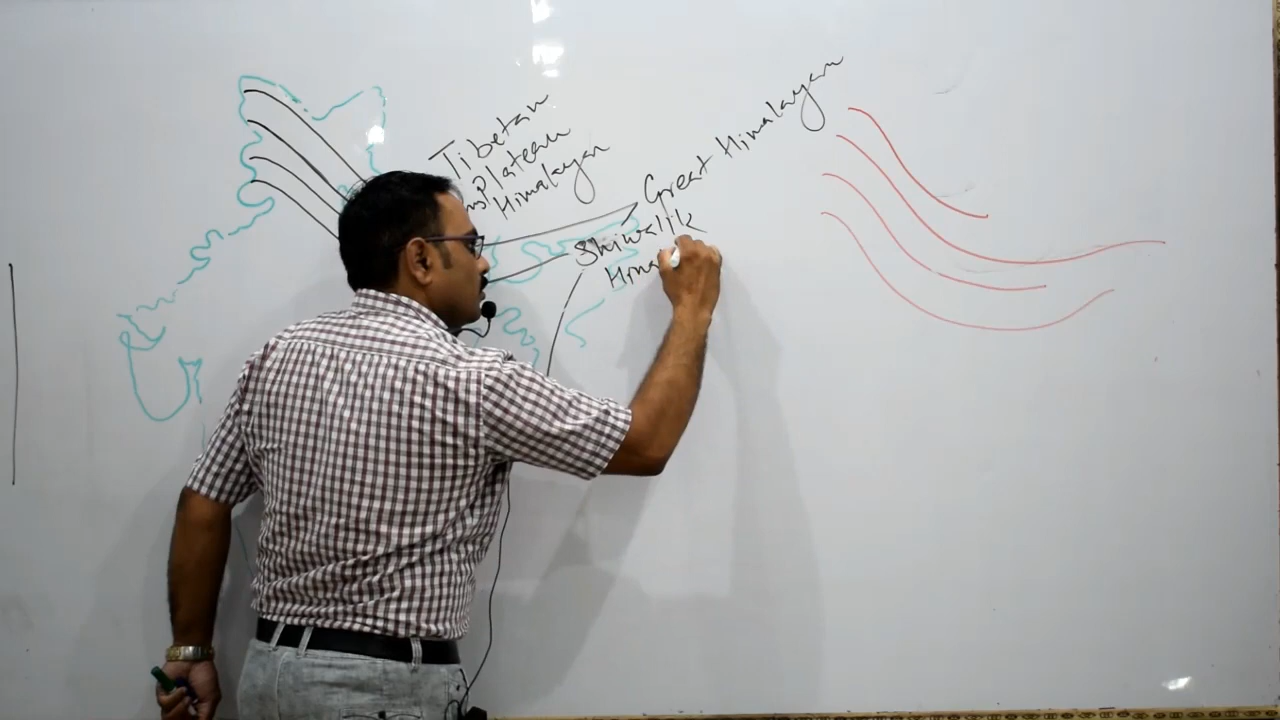 Tibetan
Plateau
Himalayan
Great Himalayan
Shiwalik